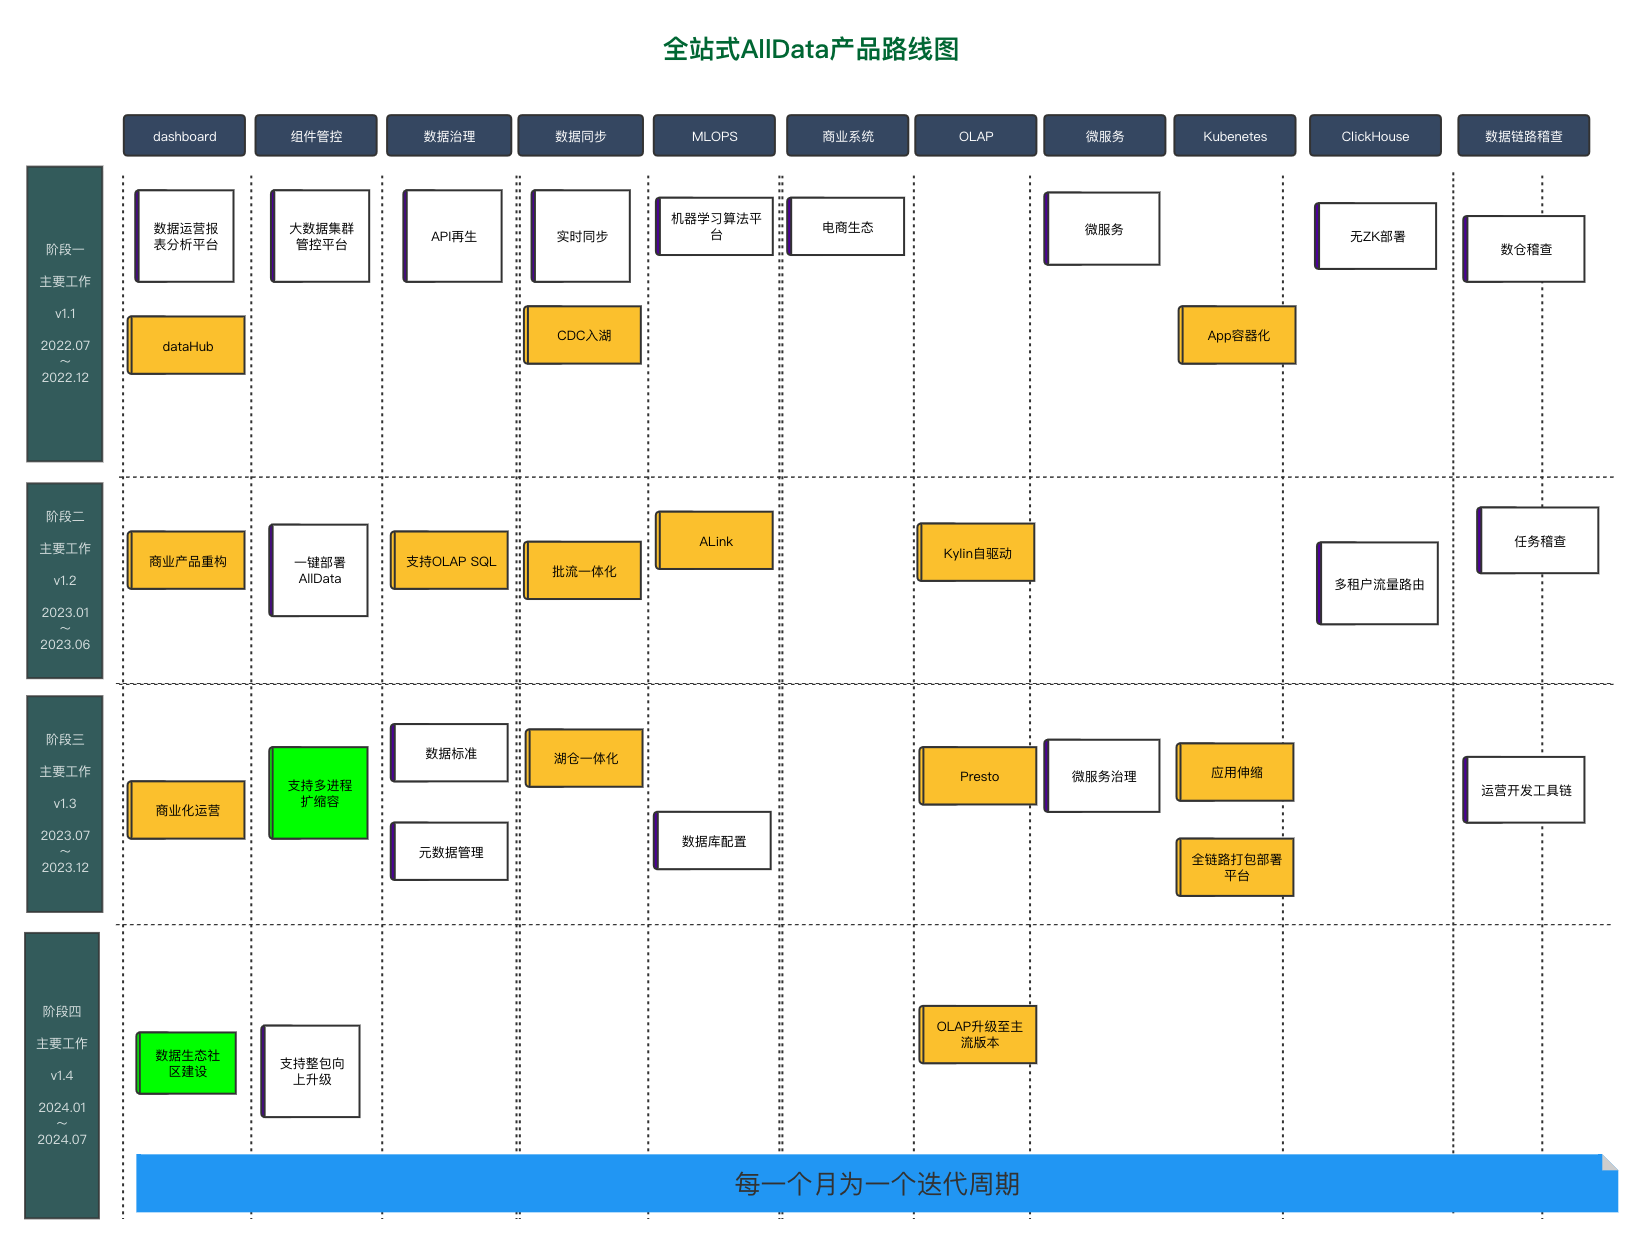 全站式AllData产品路线图
dashboard
组件管控
数据治理
数据同步
MLOPS
商业系统
OLAP
微服务
Kubenetes
ClickHouse
数据链路稽查
阶段一
主要工作
v1.1
2022.07
～
2022.12
数据运营报
表分析平台
大数据集群
管控平台
API再生
实时同步
机器学习算法平
台
电商生态
微服务
无ZK部署
数仓稽查
dataHub
CDC入湖
App容器化
阶段二
主要工作
v1.2
2023.01
～
2023.06
商业产品重构
一键部署
AllData
支持OLAP SQL
批流一体化
ALink
Kylin自驱动
多租户流量路由
任务稽查
阶段三
主要工作
v1.3
2023.07
～
2023.12
商业化运营
支持多进程
扩缩容
数据标准
元数据管理
湖仓一体化
数据库配置
Presto
微服务治理
应用伸缩
全链路打包部署
平台
运营开发工具链
阶段四
主要工作
v1.4
2024.01
～
2024.07
数据生态社
区建设
支持整包向
上升级
OLAP升级至主
流版本
每一个月为一个迭代周期